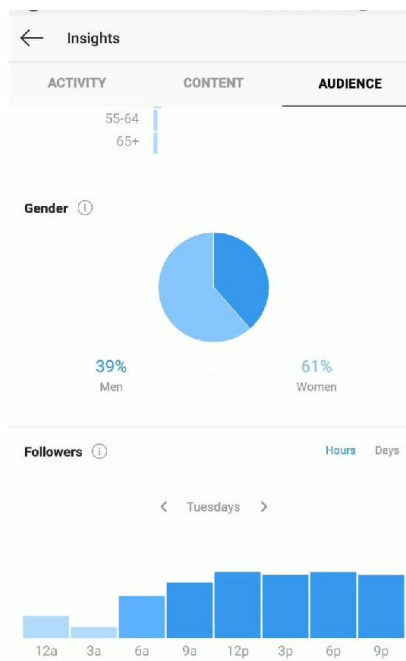 Insights
ACTIVITY CONTENT AUDIENCE
55-64
65+
Gender
39% 61%
Men Women
Followers Hours Days
< Tuesdays >
12a 3a 6a 9a 12p 3p 6p 9p